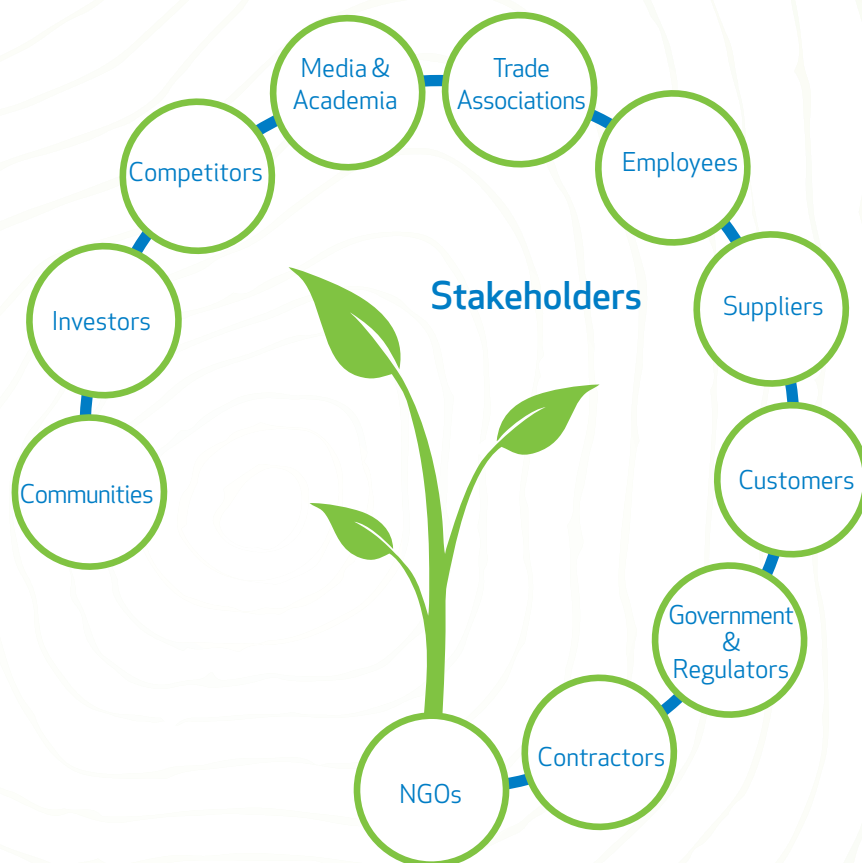 Media &
Academia
Trade
Associations
Competitors
Employees
Stakeholders
Investors
Suppliers
Communities
Customers
Government
&
Regulators
Contractors
NGOs